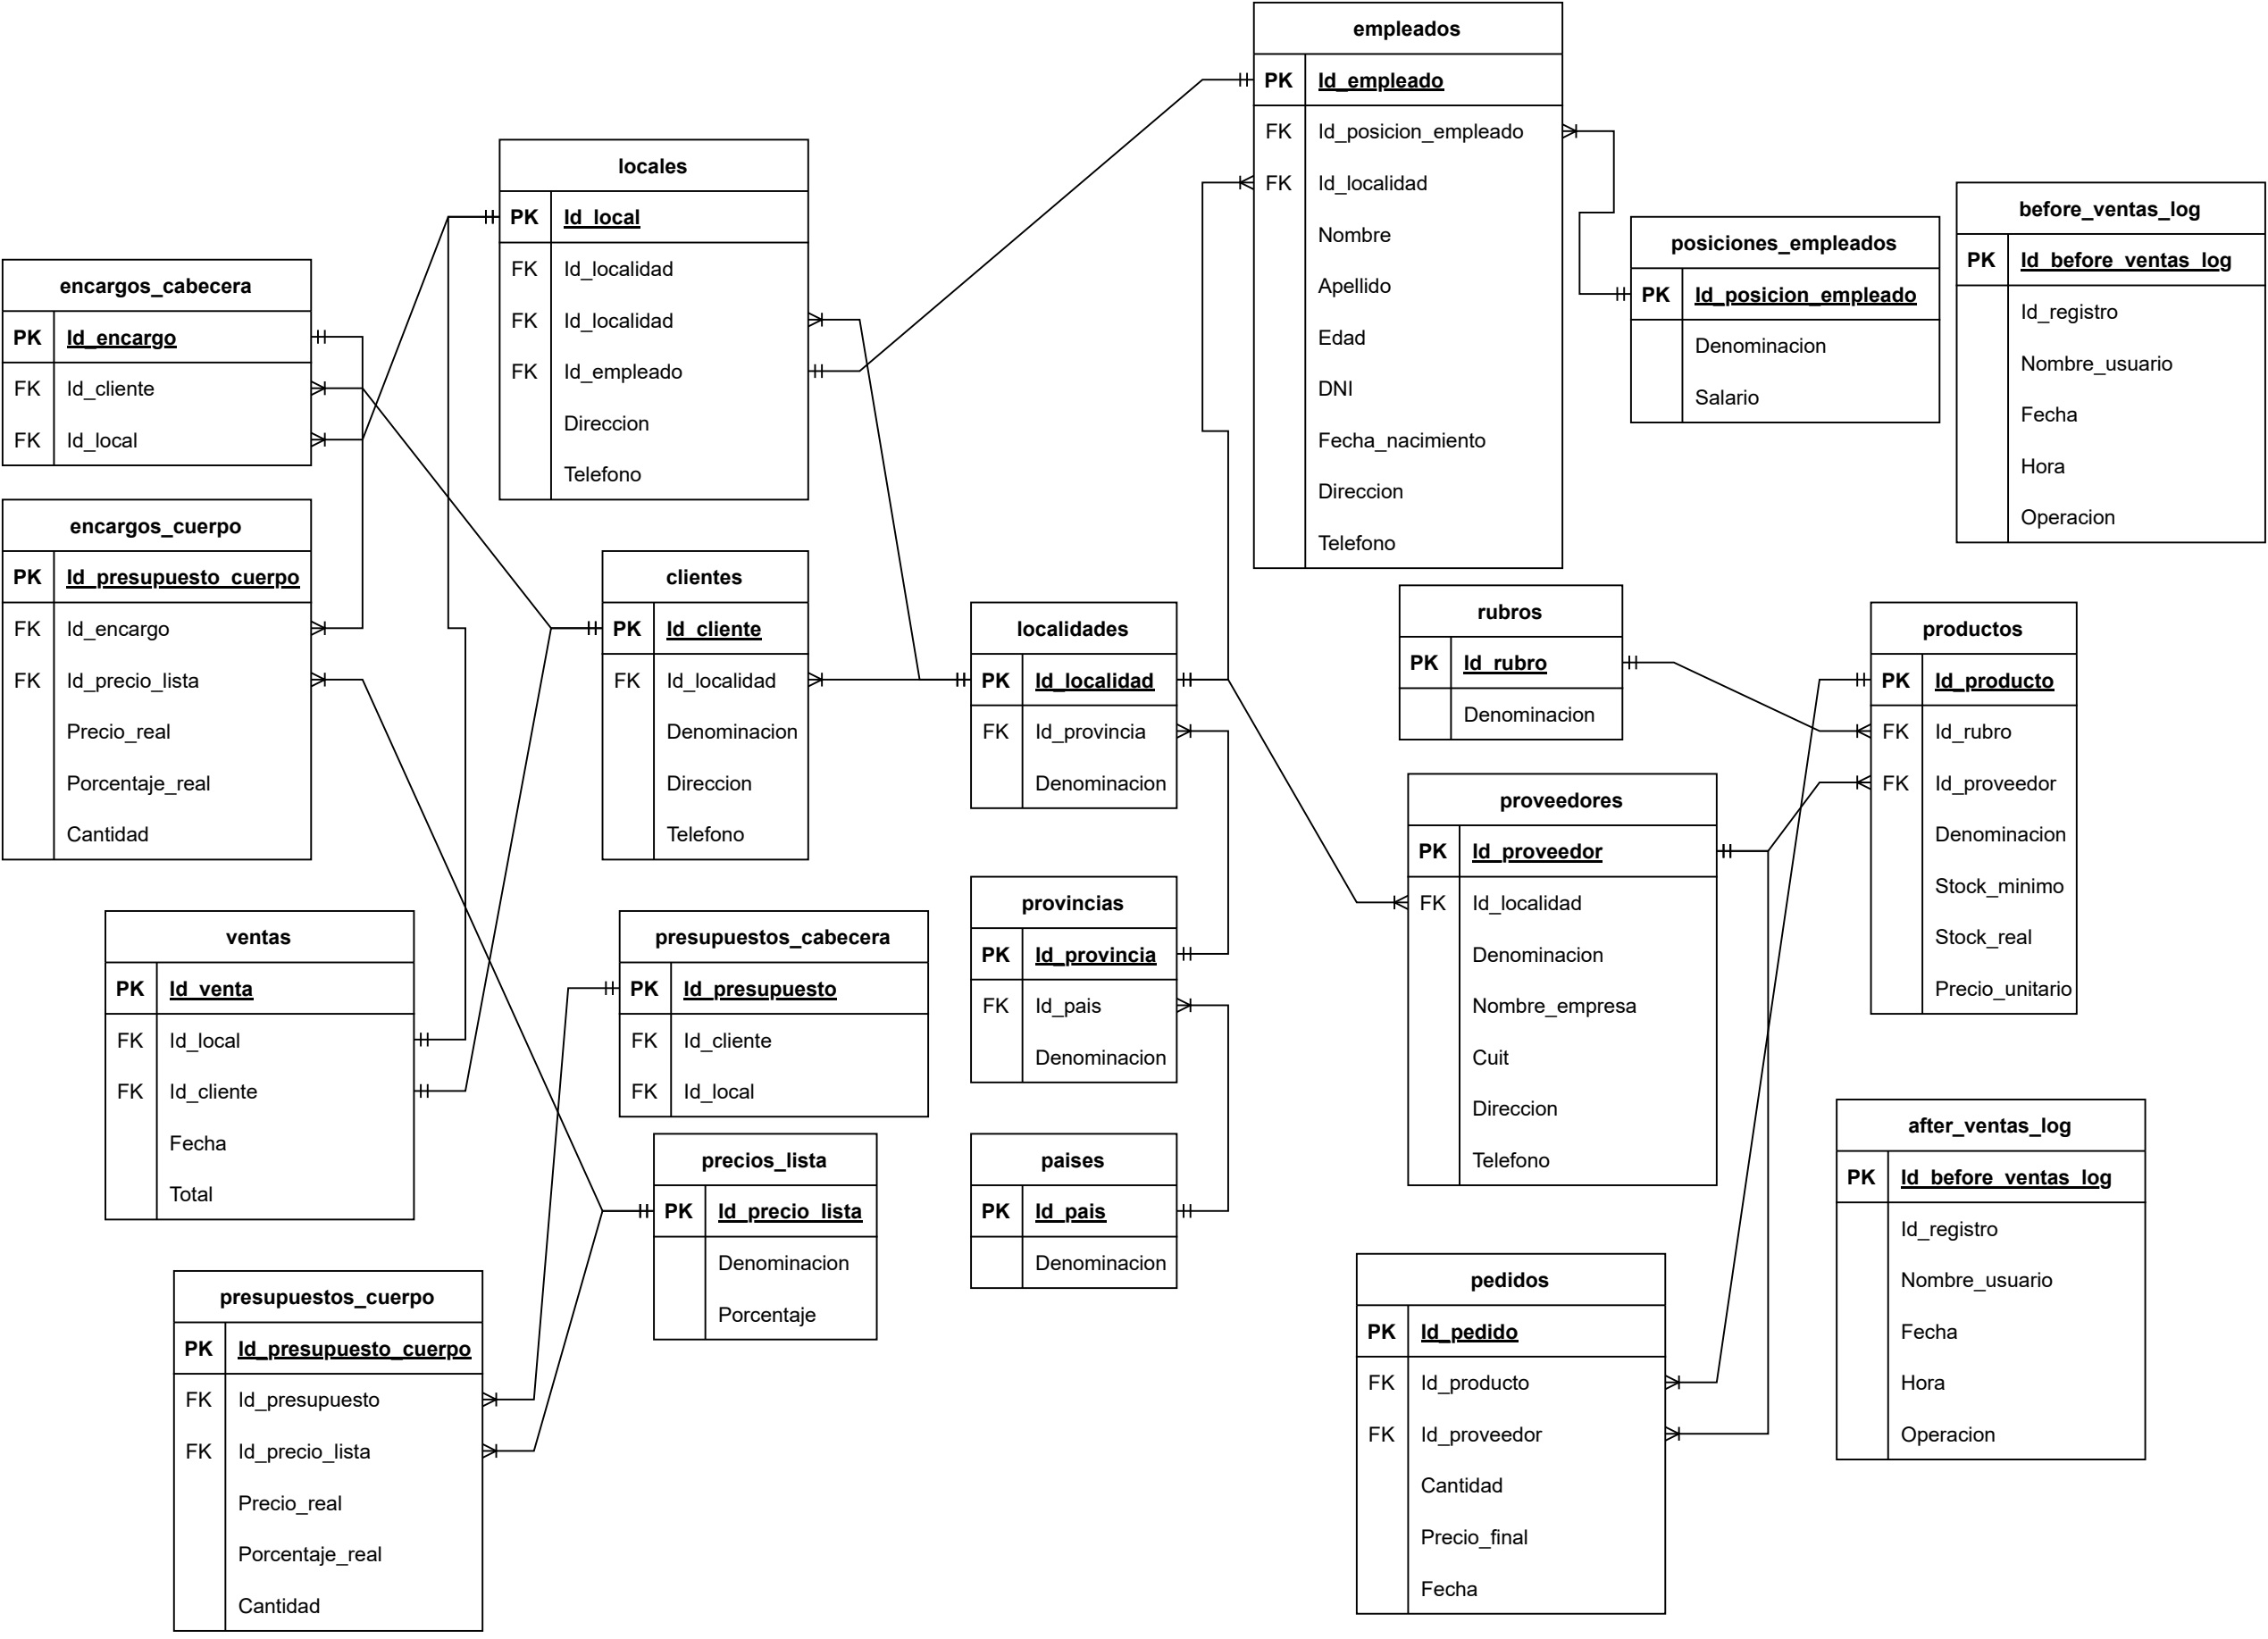 empleados
PK Id_empleado
FK Id_posicion_empleado
FK Id_localidad
Nombre
Apellido
Edad
DNI
Fecha_nacimiento
Direccion
Telefono
locales
PK Id_local
FK Id_localidad
FK Id_localidad
FK Id_empleado
Direccion
Telefono
before_ventas_log
PK Id_before_ventas_log
Id_registro
Nombre_usuario
Fecha
Hora
Operacion
posiciones_empleados
PK Id_posicion_empleado
Denominacion
Salario
encargos_cabecera
PK Id_encargo
FK Id_cliente
FK Id_local
encargos_cuerpo
PK Id_presupuesto_cuerpo
FK Id_encargo
FK Id_precio_lista
Precio_real
Porcentaje_real
Cantidad
clientes
PK Id_cliente
FK Id_localidad
Denominacion
Direccion
Telefono
localidades
PK Id_localidad
FK Id_provincia
Denominacion
rubros
PK Id_rubro
Denominacion
productos
PK Id_producto
FK Id_rubro
FK Id_proveedor
Denominacion
Stock_minimo
Stock_real
Precio_unitario
proveedores
PK Id_proveedor
FK Id_localidad
Denominacion
Nombre_empresa
Cuit
Direccion
Telefono
provincias
PK Id_provincia
FK Id_pais
Denominacion
ventas
PK Id_venta
FK Id_local
FK Id_cliente
Fecha
Total
presupuestos_cabecera
PK Id_presupuesto
FK Id_cliente
FK Id_local
precios_lista
PK Id_precio_lista
Denominacion
Porcentaje
paises
PK Id_pais
Denominacion
after_ventas_log
PK Id_before_ventas_log
Id_registro
Nombre_usuario
Fecha
Hora
Operacion
pedidos
PK Id_pedido
FK Id_producto
FK Id_proveedor
Cantidad
Precio_final
Fecha
presupuestos_cuerpo
PK Id_presupuesto_cuerpo
FK Id_presupuesto
FK Id_precio_lista
Precio_real
Porcentaje_real
Cantidad